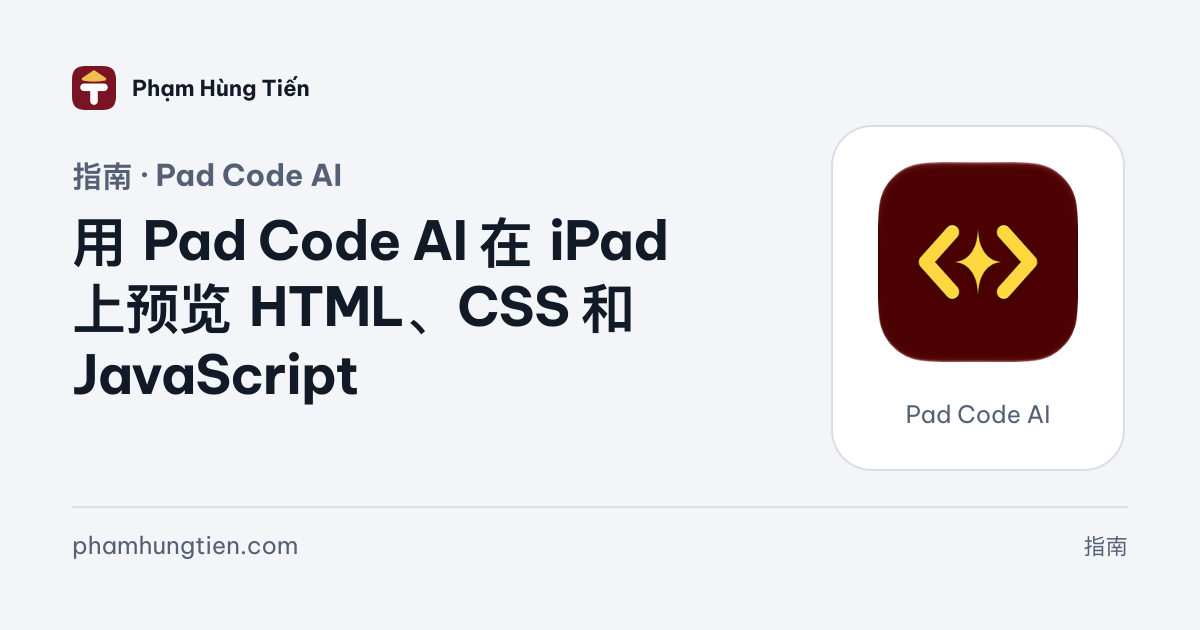 Phạm Hùng Tiến
指南 · Pad Code AI
用 Pad Code AI 在 iPad
上预览 HTML、CSS 和
JavaScript
Pad Code AI
phamhungtien.com
指南